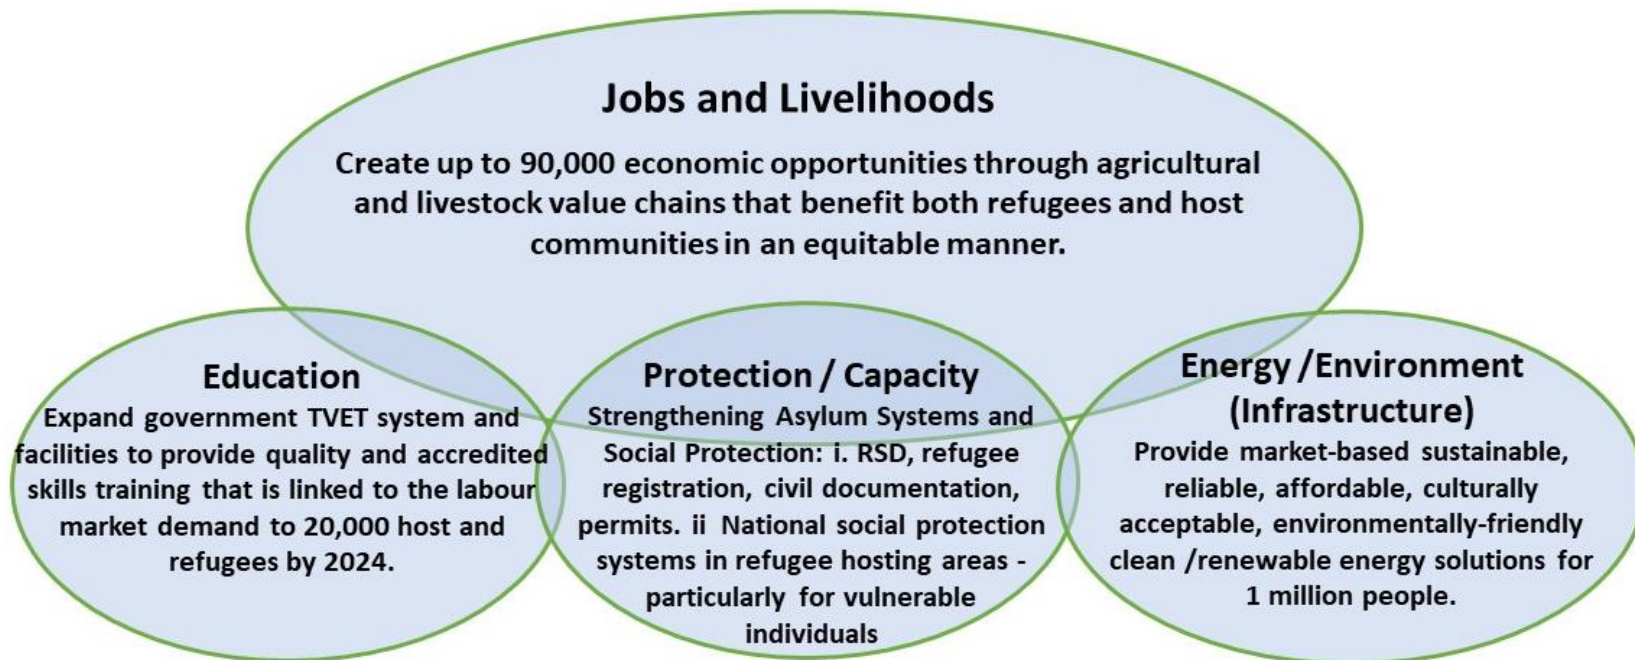 Jobs and Livelihoods
Create up to 90,000 economic opportunities through agricultural
and livestock value chains that benefit both refugees and host
communities in an equitable manner.
Education
Expand government TVET system and
facilities to provide quality and accredited
skills training that is linked to the labour
market demand to 20,000 host and
refugees by 2024.
Protection / Capacity
Strengthening Asylum Systems and
Social Protection: i. RSD, refugee
registration, civil documentation,
permits. ii National social protection
systems in refugee hosting areas -
particularly for vulnerable
individuals
Energy /Environment
(Infrastructure)
Provide market-based sustainable,
reliable, affordable, culturally
acceptable, environmentally-friendly
clean /renewable energy solutions for
1 million people.